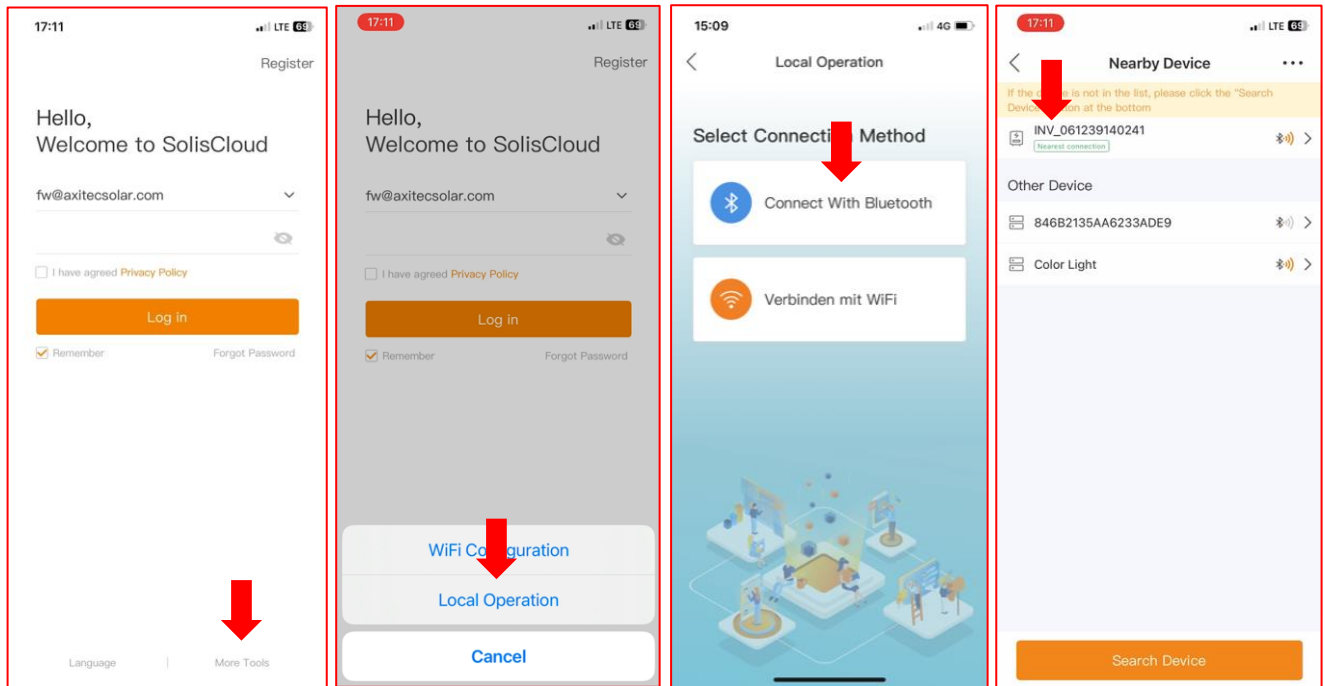 17:11
LTE 69
Register
Hello,
Welcome to SolisCloud
fw@axitecsolar.com
I have agreed Privacy Policy
Log in
Remember
Forgot Password
Language
More Tools
17:11
LTE 69
Register
Hello,
Welcome to SolisCloud
fw@axitecsolar.com
I have agreed Privacy Policy
Log in
Remember
Forgot Password
WiFi Configuration
Local Operation
Cancel
15:09
4G
Local Operation
Select Connection Method
Connect With Bluetooth
Verbinden mit WiFi
17:11
LTE 69
Nearby Device
If the is not in the list, please click the "Search
at the bottom
INV_061239140241
Nearest connection
Other Device
846B2135AA6233ADE9
Color Light
Search Device